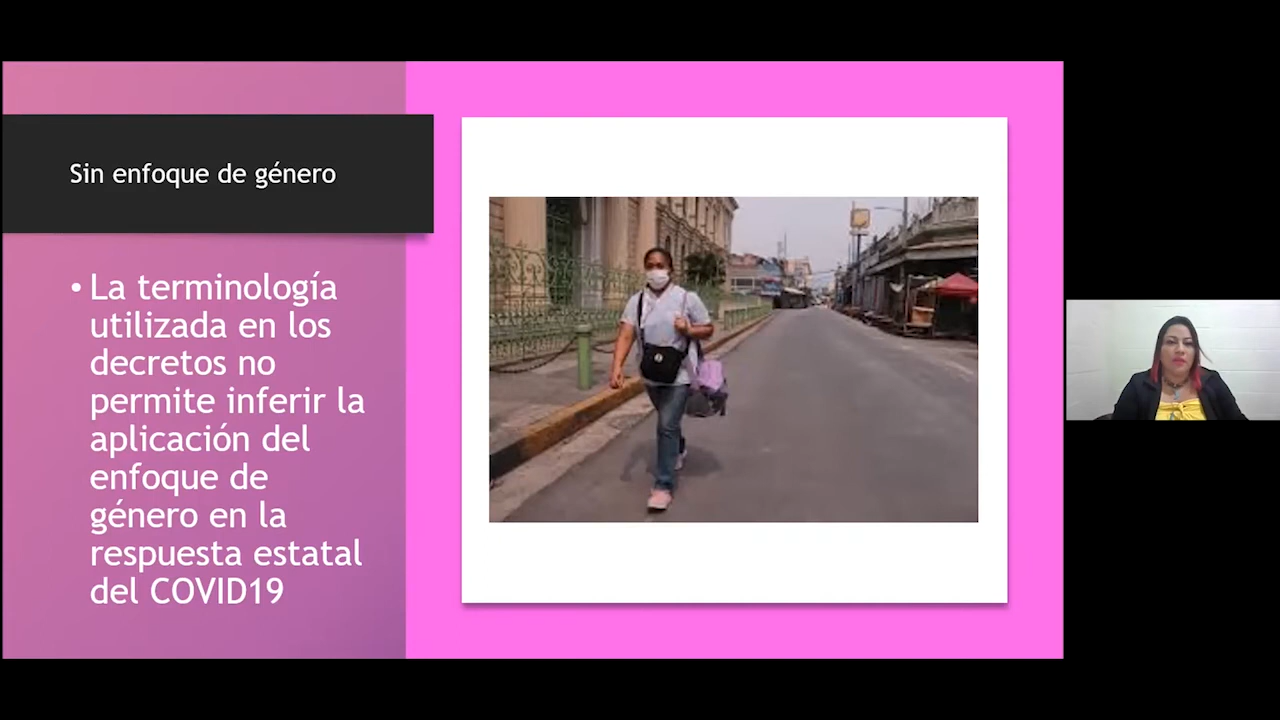 Sin enfoque de género
• La terminología
utilizada en los
decretos no
permite inferir la
aplicación del
enfoque de
género en la
respuesta estatal
del COVID19